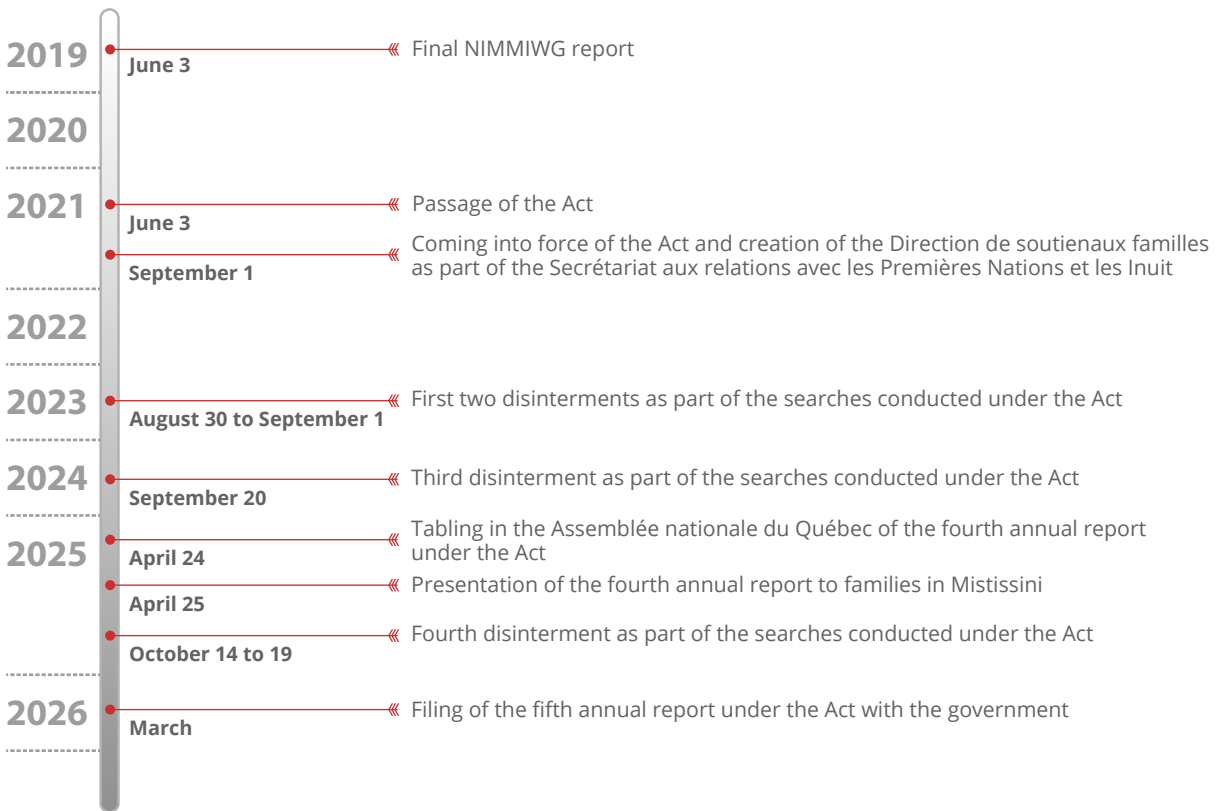 2019
June 3
Final NIMMIWG report
2020
2021
June 3
Passage of the Act
September 1
Coming into force of the Act and creation of the Direction de soutienaux familles
as part of the Secrétariat aux relations avec les Premières Nations et les Inuit
2022
2023
August 30 to September 1
First two disinterments as part of the searches conducted under the Act
2024
September 20
Third disinterment as part of the searches conducted under the Act
2025
April 24
Tabling in the Assemblée nationale du Québec of the fourth annual report
under the Act
April 25
Presentation of the fourth annual report to families in Mistissini
October 14 to 19
Fourth disinterment as part of the searches conducted under the Act
2026
March
Filing of the fifth annual report under the Act with the government